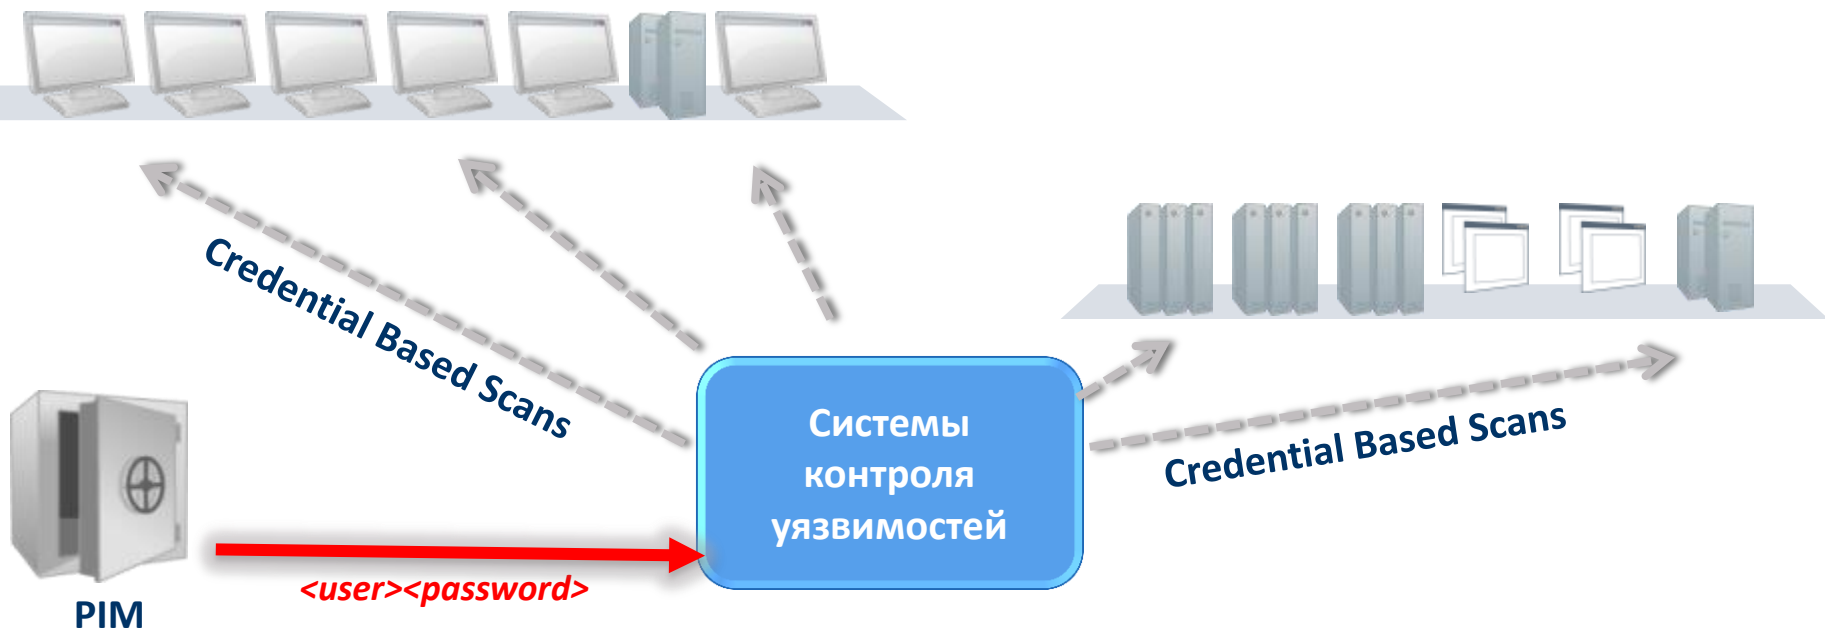 Credential Based Scans
Системы
контроля
уязвимостей
Credential Based Scans
<user><password>
PIM